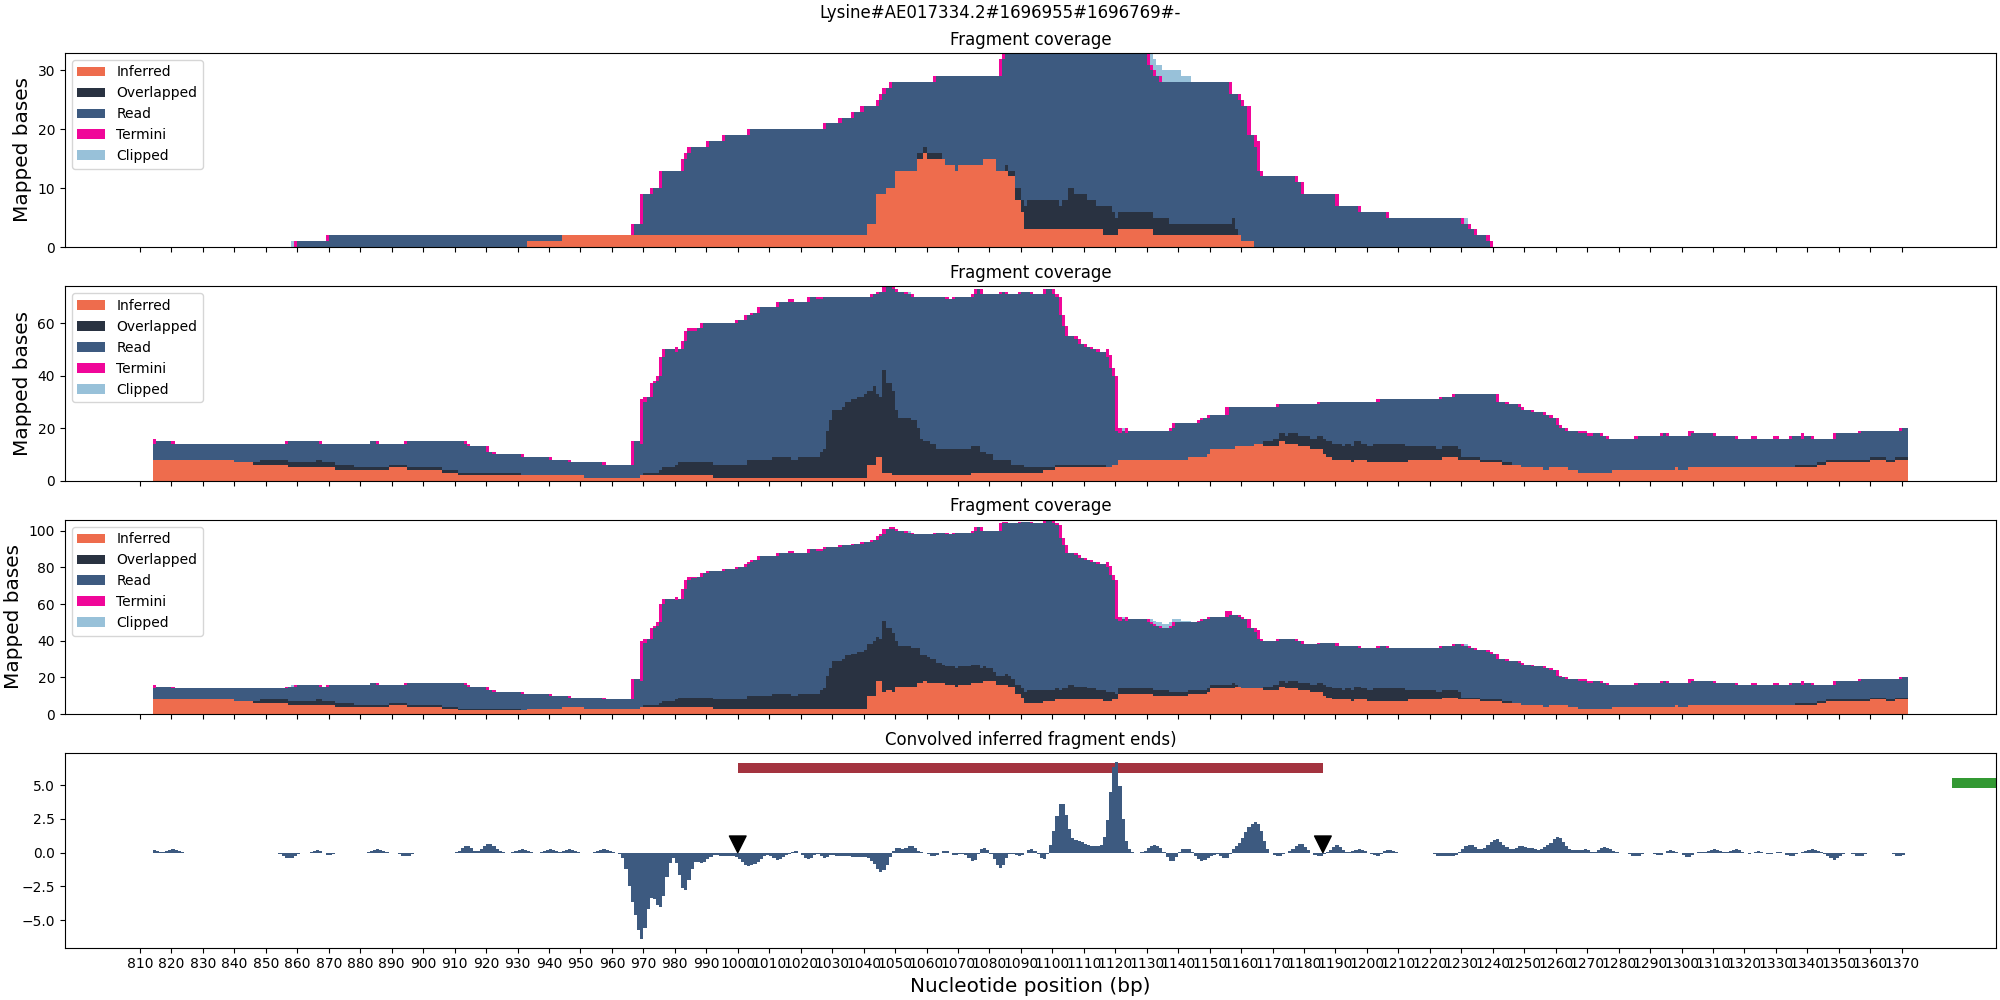 Lysine#AE017334.2#1696955#1696769#-
Fragment coverage
Mapped bases
30
20
10
0
Inferred
Overlapped
Read
Termini
Clipped
Fragment coverage
Mapped bases
60
40
20
0
Inferred
Overlapped
Read
Termini
Clipped
Fragment coverage
Mapped bases
100
80
60
40
20
0
Inferred
Overlapped
Read
Termini
Clipped
Convolved inferred fragment ends)
5.0
2.5
0.0
−2.5
−5.0
810 820 830 840 850 860 870 880 890 900 910 920 930 940 950 960 970 980 990 1000 1010 1020 1030 1040 1050 1060 1070 1080 1090 1100 1110 1120 1130 1140 1150 1160 1170 1180 1190 1200 1210 1220 1230 1240 1250 1260 1270 1280 1290 1300 1310 1320 1330 1340 1350 1360 1370
Nucleotide position (bp)